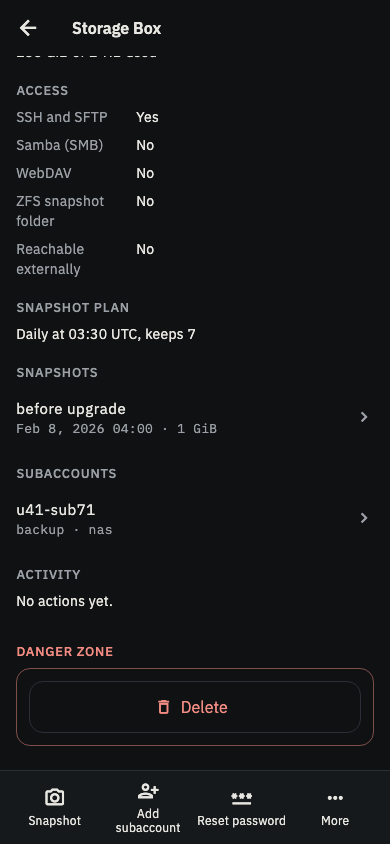 Storage Box
ACCESS
SSH and SFTP Yes
Samba (SMB) No
WebDAV No
ZFS snapshot folder No
Reachable externally No
SNAPSHOT PLAN
Daily at 03:30 UTC, keeps 7
SNAPSHOTS
before upgrade
Feb 8, 2026 04:00 · 1 GiB
SUBACCOUNTS
u41-sub71
backup · nas
ACTIVITY
No actions yet.
DANGER ZONE
Delete
Snapshot
Add subaccount
Reset password
More